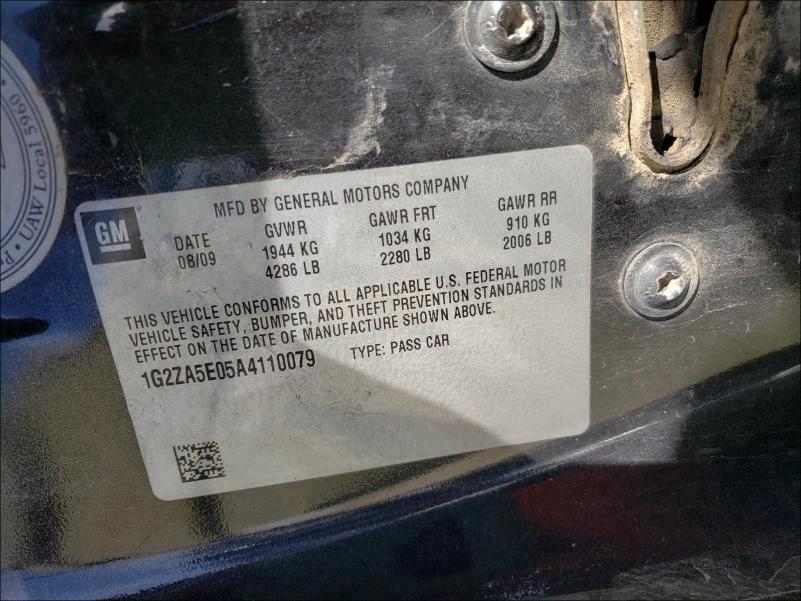 UAW Local 5960
MFD BY GENERAL MOTORS COMPANY
GM
DATE GVWR GAWR FRT GAWR RR
08/09 1944 KG 1034 KG 910 KG
4286 LB 2280 LB 2006 LB
THIS VEHICLE CONFORMS TO ALL APPLICABLE U.S. FEDERAL MOTOR
VEHICLE SAFETY, BUMPER, AND THEFT PREVENTION STANDARDS IN
EFFECT ON THE DATE OF MANUFACTURE SHOWN ABOVE.
1G2ZA5E05A4110079 TYPE: PASS CAR